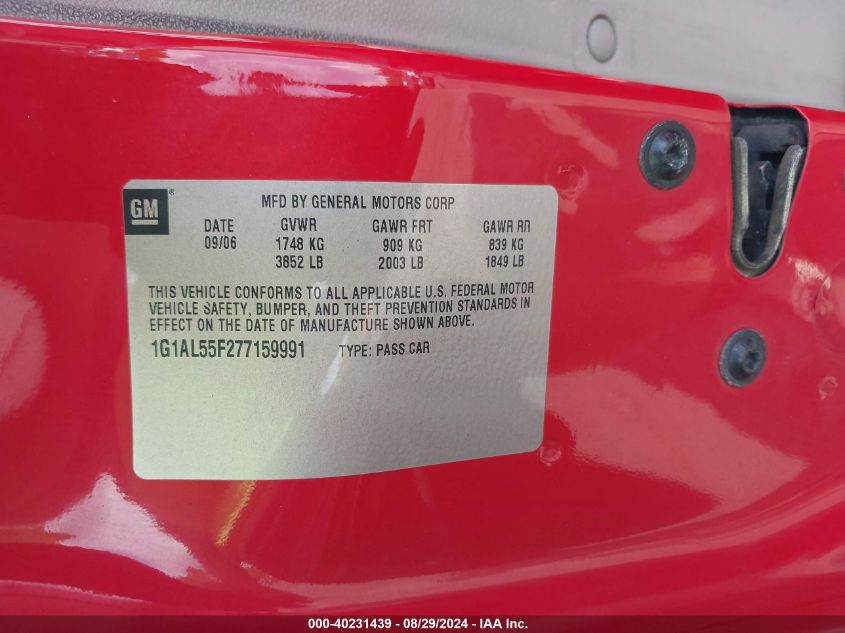 GM ®
MFD BY GENERAL MOTORS CORP
DATE GVWR GAWR FRT GAWR RR
09/06 1748 KG 909 KG 839 KG
3852 LB 2003 LB 1849 LB
THIS VEHICLE CONFORMS TO ALL APPLICABLE U.S. FEDERAL MOTOR
VEHICLE SAFETY, BUMPER, AND THEFT PREVENTION STANDARDS IN
EFFECT ON THE DATE OF MANUFACTURE SHOWN ABOVE.
1G1AL55F277159991 TYPE: PASS CAR
000-40231439 - 08/29/2024 - IAA Inc.